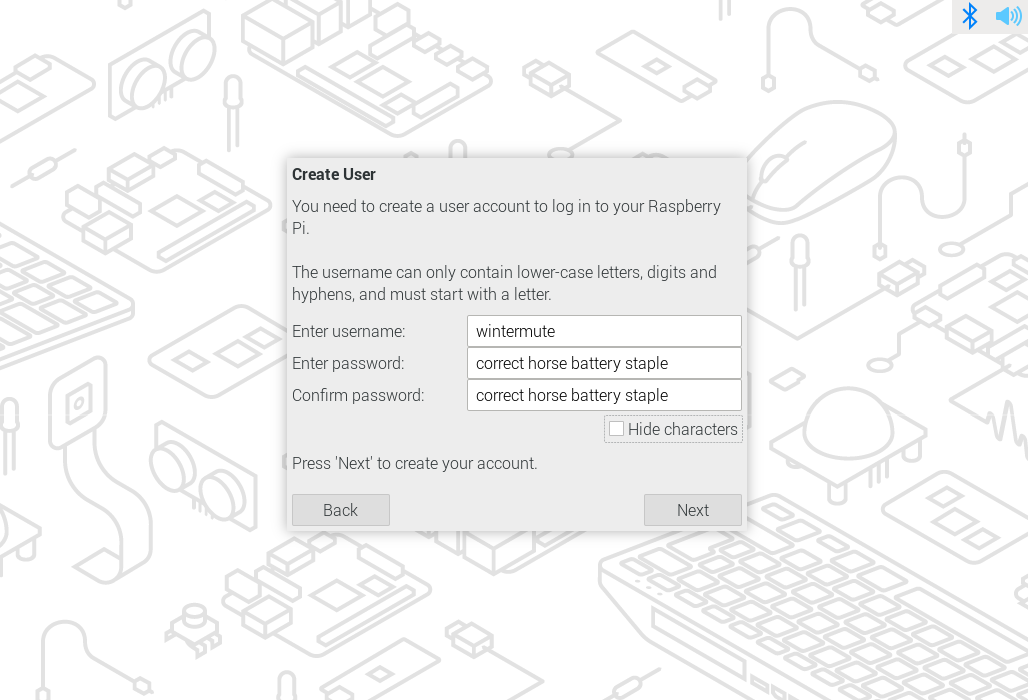 Create User
You need to create a user account to log in to your Raspberry
Pi.
The username can only contain lower-case letters, digits and
hyphens, and must start with a letter.
Enter username: wintermute
Enter password: correct horse battery staple
Confirm password: correct horse battery staple
Hide characters
Press 'Next' to create your account.
Back Next